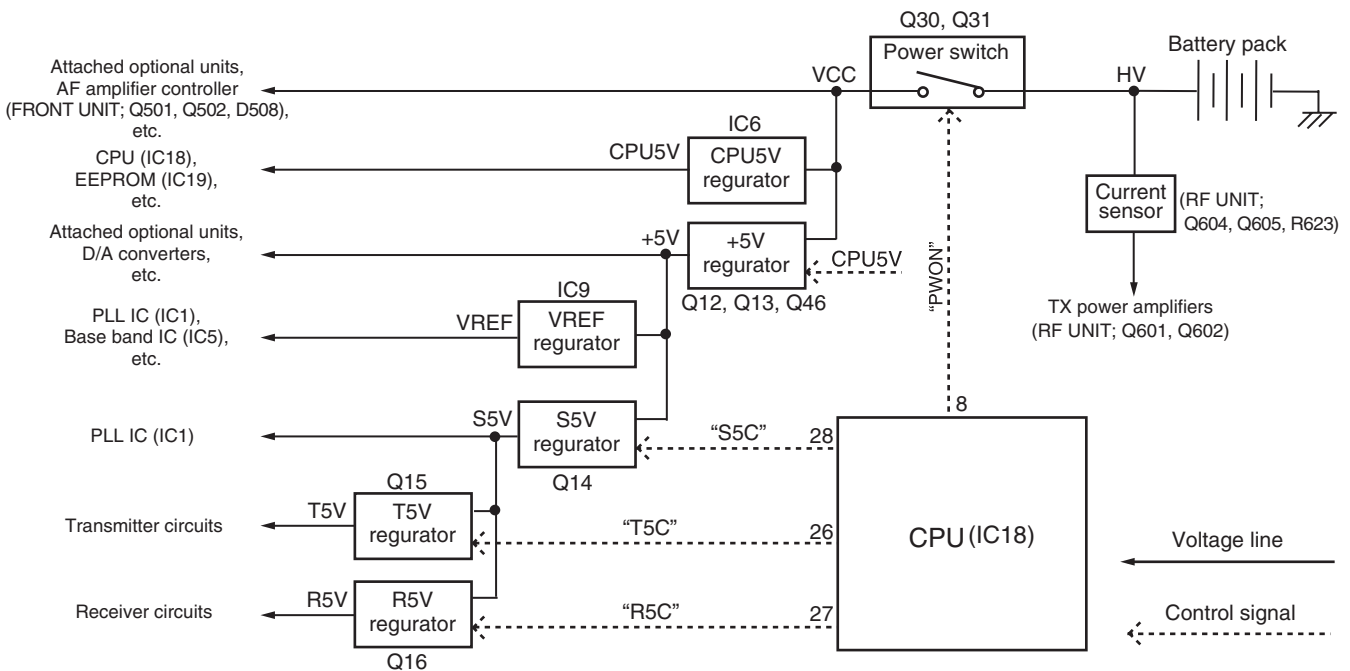 Q30, Q31
Power switch
Battery pack
VCC
HV
Attached optional units,
AF amplifier controller
(FRONT UNIT; Q501, Q502, D508),
etc.
IC6
CPU5V
CPU5V
regurator
CPU (IC18),
EEPROM (IC19),
etc.
Current
sensor
(RF UNIT;
Q604, Q605, R623)
Attached optional units,
D/A converters,
etc.
+5V
+5V
regurator
CPU5V
Q12, Q13, Q46
"PWON"
TX power amplifiers
(RF UNIT; Q601, Q602)
IC9
VREF
VREF
regurator
PLL IC (IC1),
Base band IC (IC5),
etc.
8
PLL IC (IC1)
S5V
S5V
regurator
Q14
"S5C"
28
Q15
T5V
T5V
regurator
Transmitter circuits
"T5C"
26
CPU (IC18)
Voltage line
Receiver circuits
R5V
R5V
regurator
Q16
"R5C"
27
Control signal